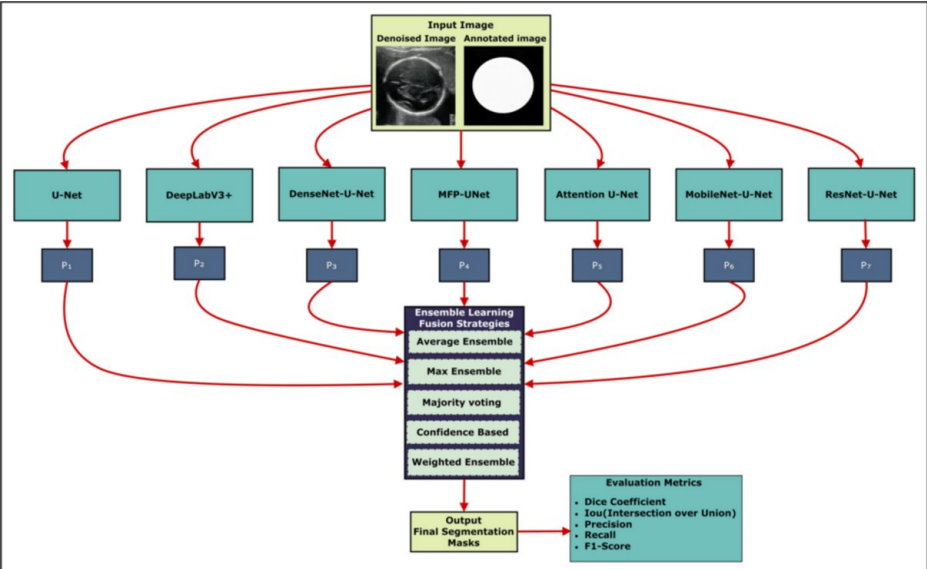 Input Image
Denoised Image Annotated image
U-Net
DeepLabV3+
DenseNet-U-Net
MFP-UNet
Attention U-Net
MobileNet-U-Net
ResNet-U-Net
P₁
P₂
P₃
P₄
P₅
P₆
P₇
Ensemble Learning
Fusion Strategies
Average Ensemble
Max Ensemble
Majority voting
Confidence Based
Weighted Ensemble
Output
Final Segmentation
Masks
Evaluation Metrics
• Dice Coefficient
• Iou(Intersection over Union)
• Precision
• Recall
• F1-Score